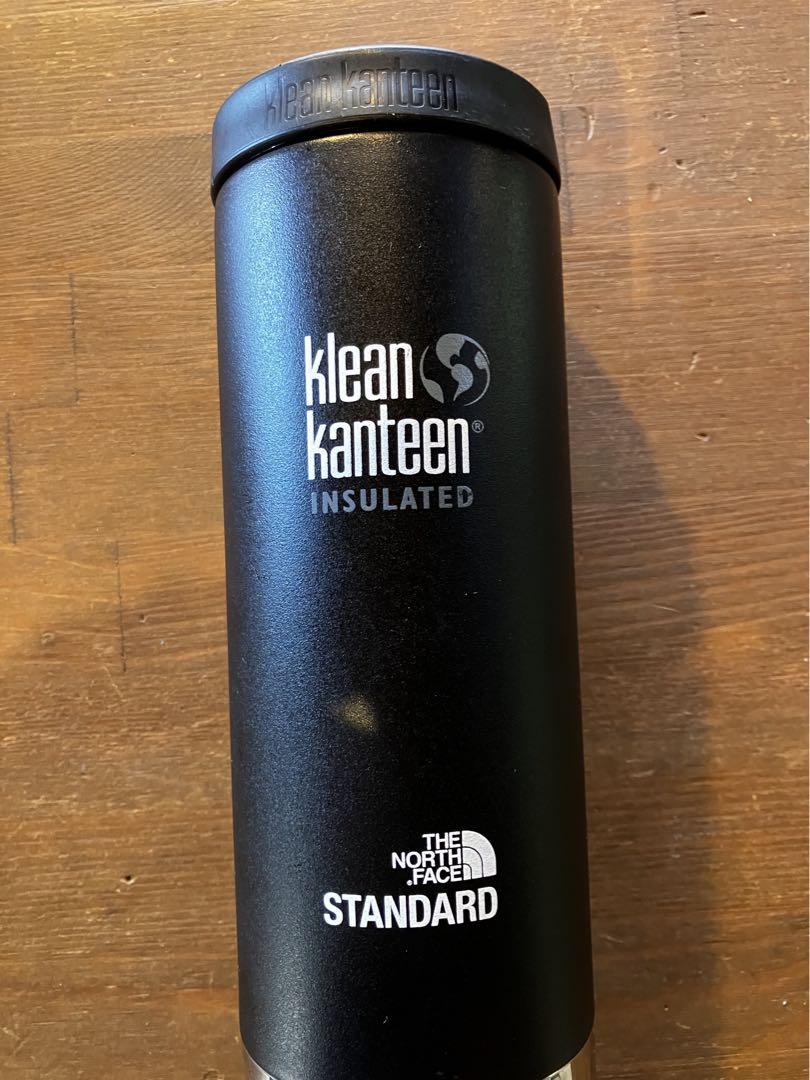 klean kanteen
klean
kanteen®
INSULATED
THE
NORTH
.FACE
STANDARD